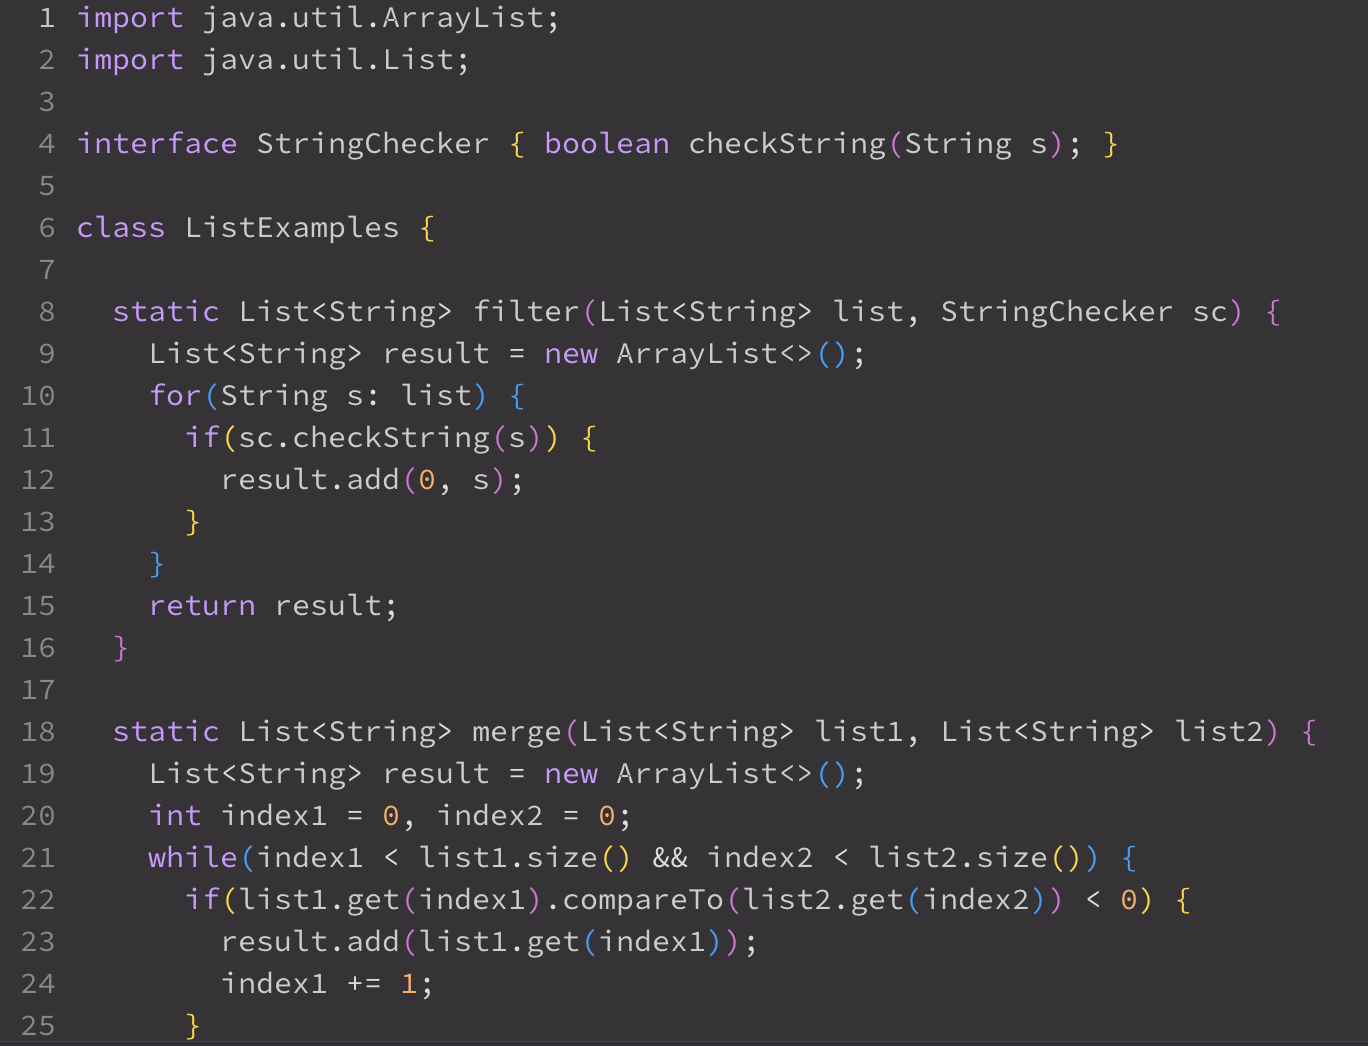 1 import java.util.ArrayList;
2 import java.util.List;
3
4 interface StringChecker { boolean checkString(String s); }
5
6 class ListExamples {
7
8   static List<String> filter(List<String> list, StringChecker sc) {
9     List<String> result = new ArrayList<>();
10     for(String s: list) {
11       if(sc.checkString(s)) {
12         result.add(0, s);
13       }
14     }
15     return result;
16   }
17
18   static List<String> merge(List<String> list1, List<String> list2) {
19     List<String> result = new ArrayList<>();
20     int index1 = 0, index2 = 0;
21     while(index1 < list1.size() && index2 < list2.size()) {
22       if(list1.get(index1).compareTo(list2.get(index2)) < 0) {
23         result.add(list1.get(index1));
24         index1 += 1;
25       }